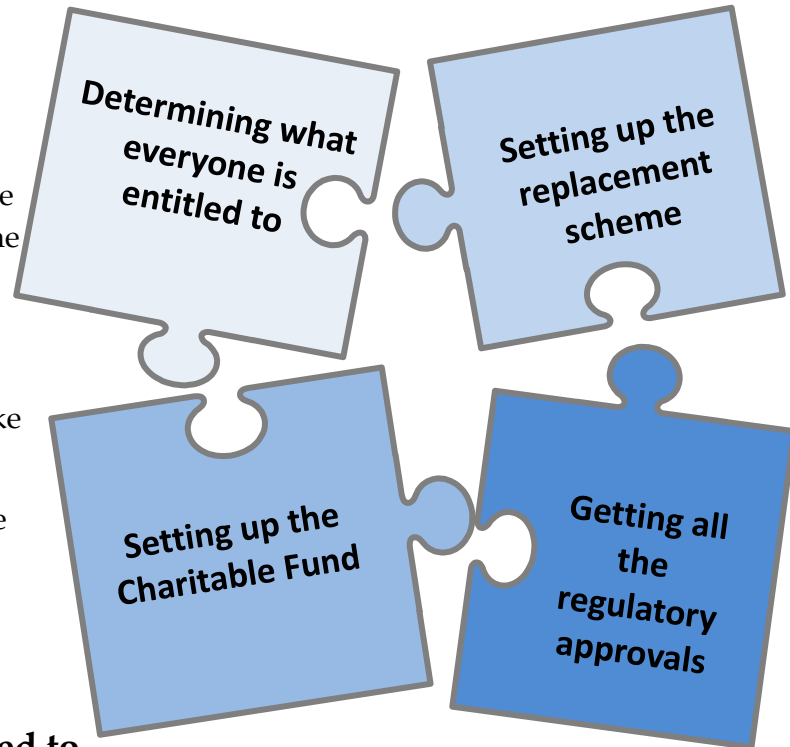 Determining what
everyone is
entitled to
Setting up the
replacement
scheme
Setting up the
Charitable Fund
Getting all
the
regulatory
approvals